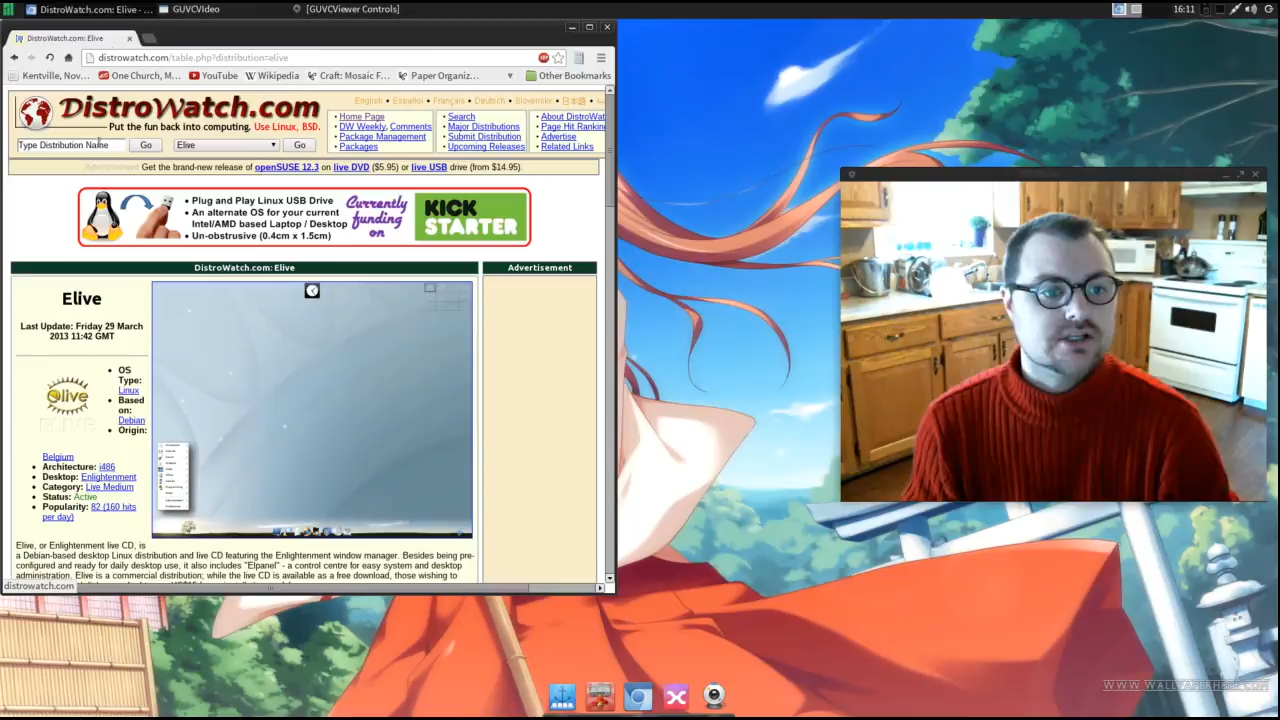 DistroWatch.com: Elive - ...
GUVCVideo
[GUVCViewer Controls]
16:11
DistroWatch.com: Elive
distrowatch.com/table.php?distribution=elive
Kentville, Nov...
One Church, M...
YouTube
Wikipedia
Craft: Mosaic F...
Paper Organiz...
Other Bookmarks
DistroWatch.com
Put the fun back into computing. Use Linux, BSD.
English • Español • Français • Deutsch • Slovensky • 日本語
• Home Page
• DW Weekly, Comments
• Package Management
• Packages
• Search
• Major Distributions
• Submit Distribution
• Upcoming Releases
• About DistroWat
• Page Hit Rankin
• Advertise
• Related Links
Type Distribution Name
Go
Elive
Go
Advertisement Get the brand-new release of openSUSE 12.3 on live DVD ($5.95) or live USB drive (from $14.95).
• Plug and Play Linux USB Drive
• An alternate OS for your current
Intel/AMD based Laptop / Desktop
• Un-obstrusive (0.4cm x 1.5cm)
Currently
funding
on
KICK
STARTER
DistroWatch.com: Elive
Advertisement
Elive
Last Update: Friday 29 March
2013 11:42 GMT
• OS
Type:
Linux
• Based
on:
Debian
• Origin:
Belgium
• Architecture: i486
• Desktop: Enlightenment
• Category: Live Medium
• Status: Active
• Popularity: 82 (160 hits
per day)
Elive
Elive, or Enlightenment live CD, is
a Debian-based desktop Linux distribution and live CD featuring the Enlightenment window manager. Besides being pre-
configured and ready for daily desktop use, it also includes "Elpanel" - a control centre for easy system and desktop
administration. Elive is a commercial distribution; while the live CD is available as a free download, those wishing to
distrowatch.com